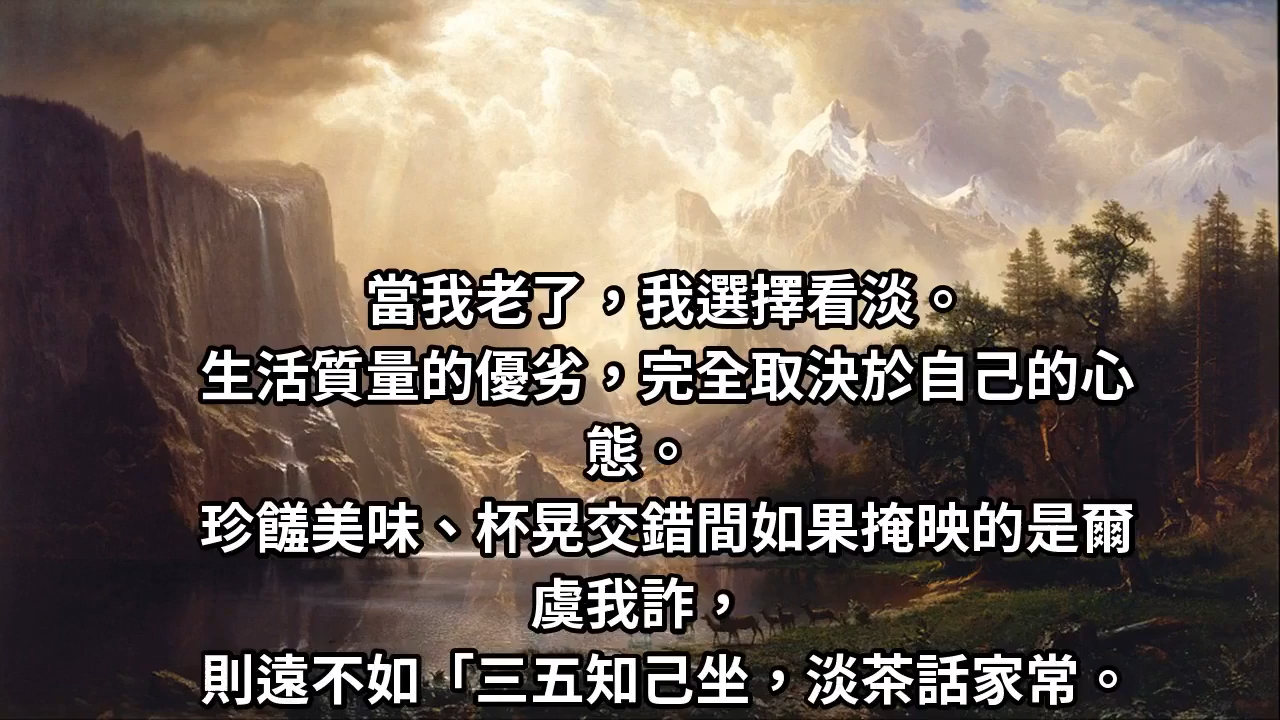 當我老了，我選擇看淡。
生活質量的優劣，完全取決於自己的心
態。
珍饈美味、杯晃交錯間如果掩映的是爾
虞我詐，
則遠不如「三五知己坐，淡茶話家常。